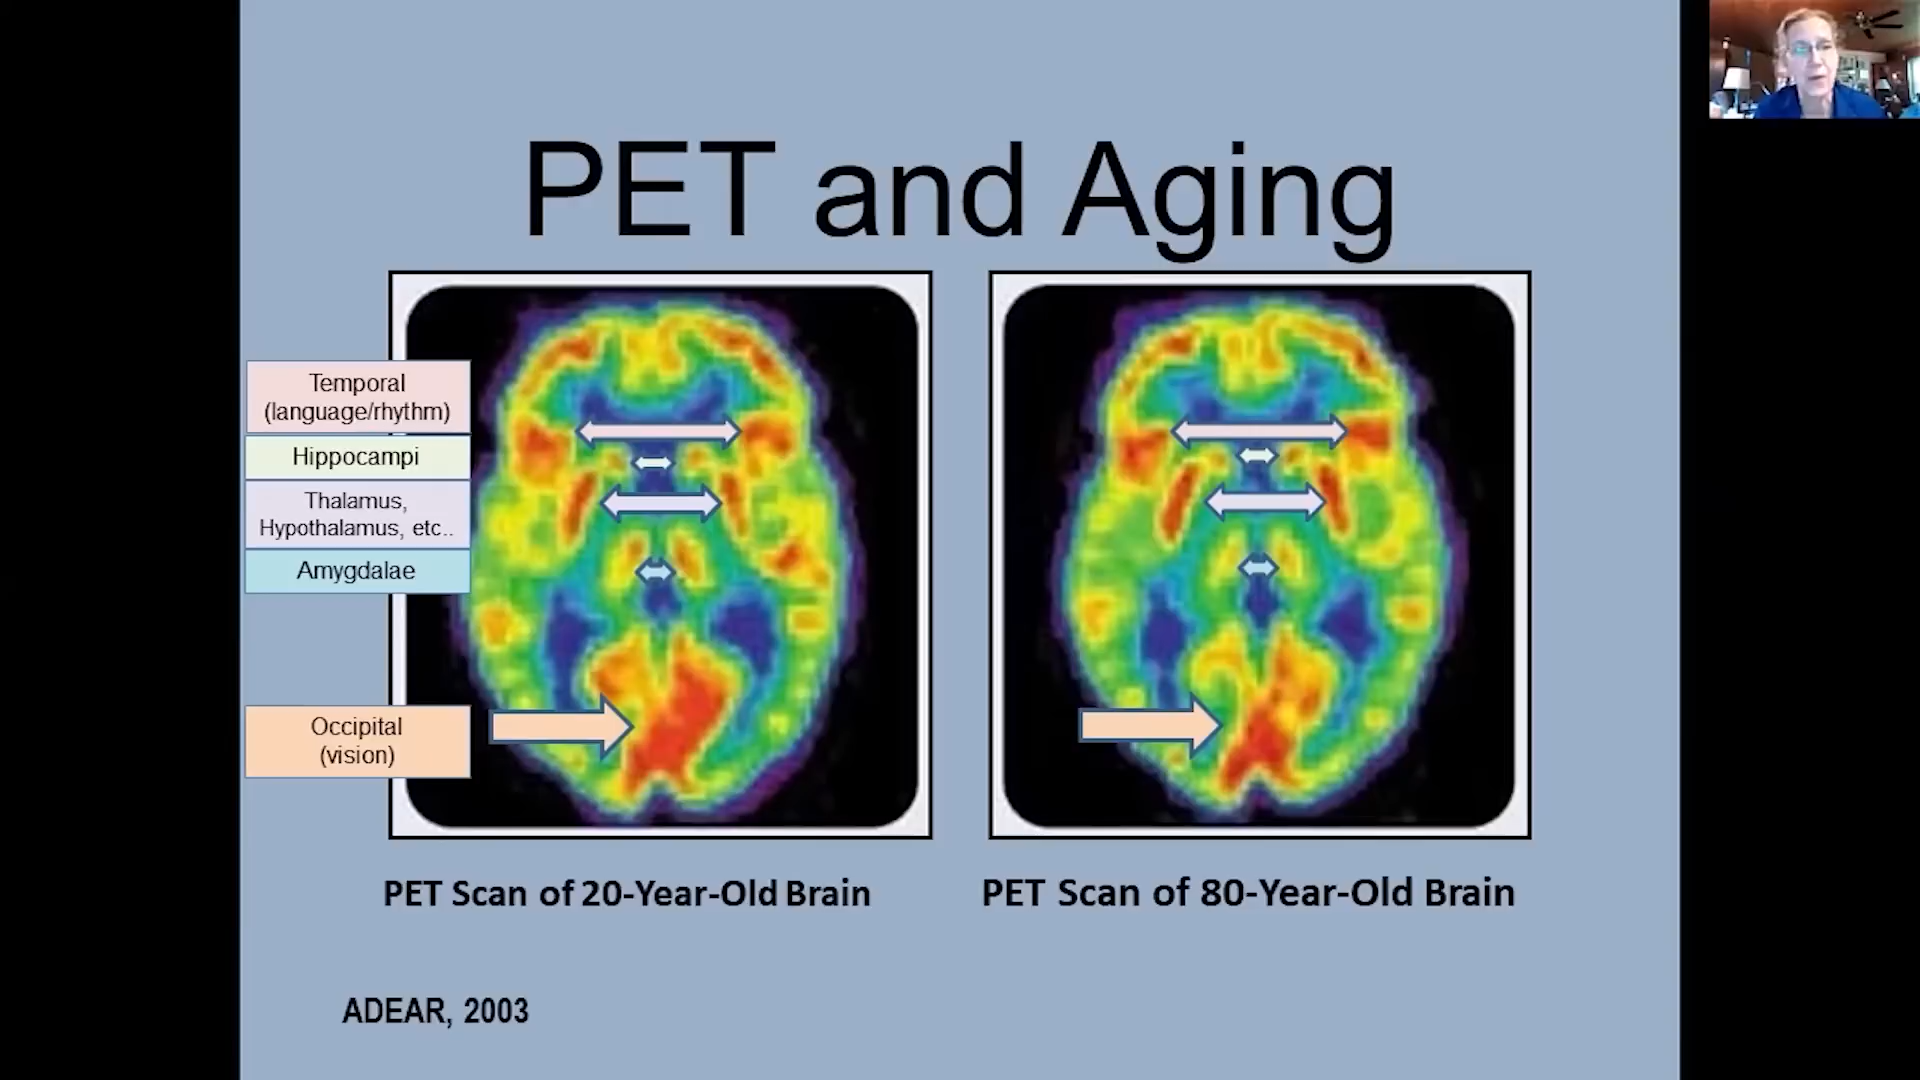 PET and Aging
Temporal
(language/rhythm)
Hippocampi
Thalamus,
Hypothalamus, etc..
Amygdalae
Occipital
(vision)
PET Scan of 20-Year-Old Brain
PET Scan of 80-Year-Old Brain
ADEAR, 2003